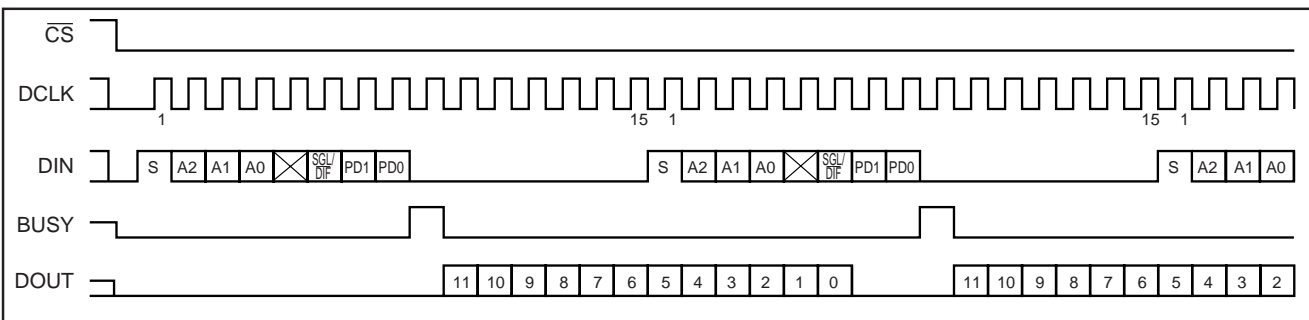 CS
DCLK
1 15 1 15 1
DIN S A2 A1 A0 SGL/DIF PD1 PD0 S A2 A1 A0 SGL/DIF PD1 PD0 S A2 A1 A0
BUSY
DOUT 11 10 9 8 7 6 5 4 3 2 1 0 11 10 9 8 7 6 5 4 3 2